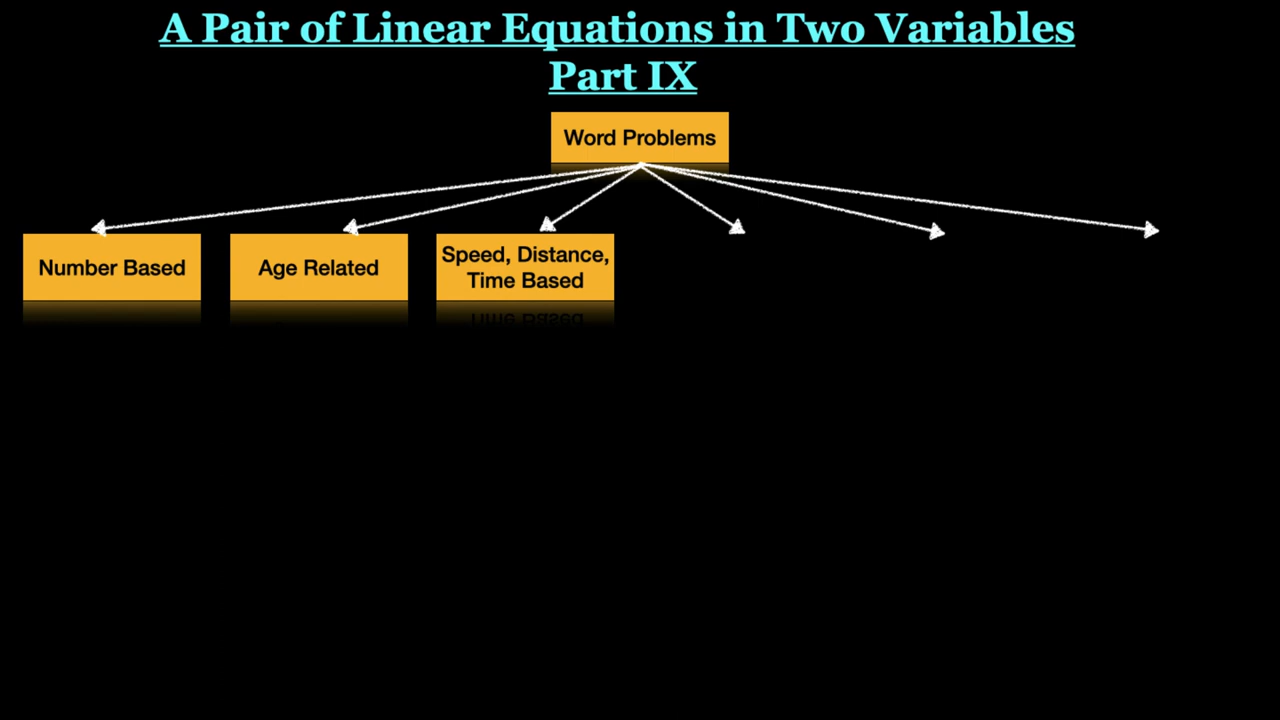 A Pair of Linear Equations in Two Variables
Part IX
Word Problems
Number Based
Age Related
Speed, Distance,
Time Based